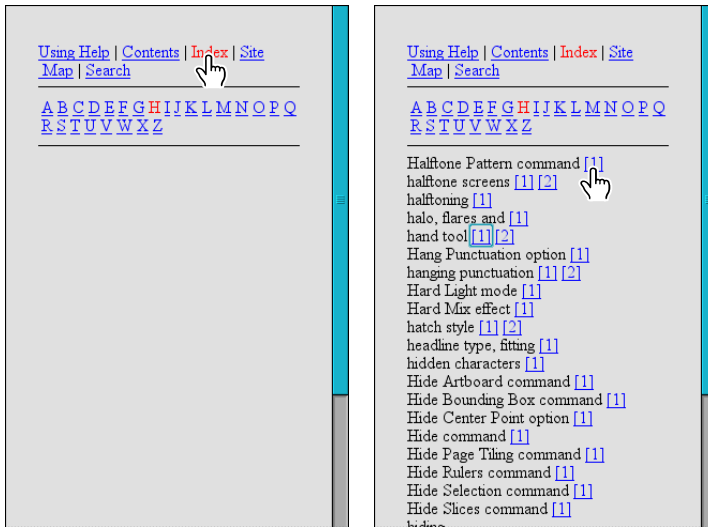 Using Help | Contents | Index | Site
Map | Search
A B C D E F G H I J K L M N O P Q
R S T U V W X Z
Using Help | Contents | Index | Site
Map | Search
A B C D E F G H I J K L M N O P Q
R S T U V W X Z
Halftone Pattern command [1]
halftone screens [1] [2]
halftoning [1]
halo, flares and [1]
hand tool [1] [2]
Hang Punctuation option [1]
hanging punctuation [1] [2]
Hard Light mode [1]
Hard Mix effect [1]
hatch style [1] [2]
headline type, fitting [1]
hidden characters [1]
Hide Artboard command [1]
Hide Bounding Box command [1]
Hide Center Point option [1]
Hide command [1]
Hide Page Tiling command [1]
Hide Rulers command [1]
Hide Selection command [1]
Hide Slices command [1]
hiding